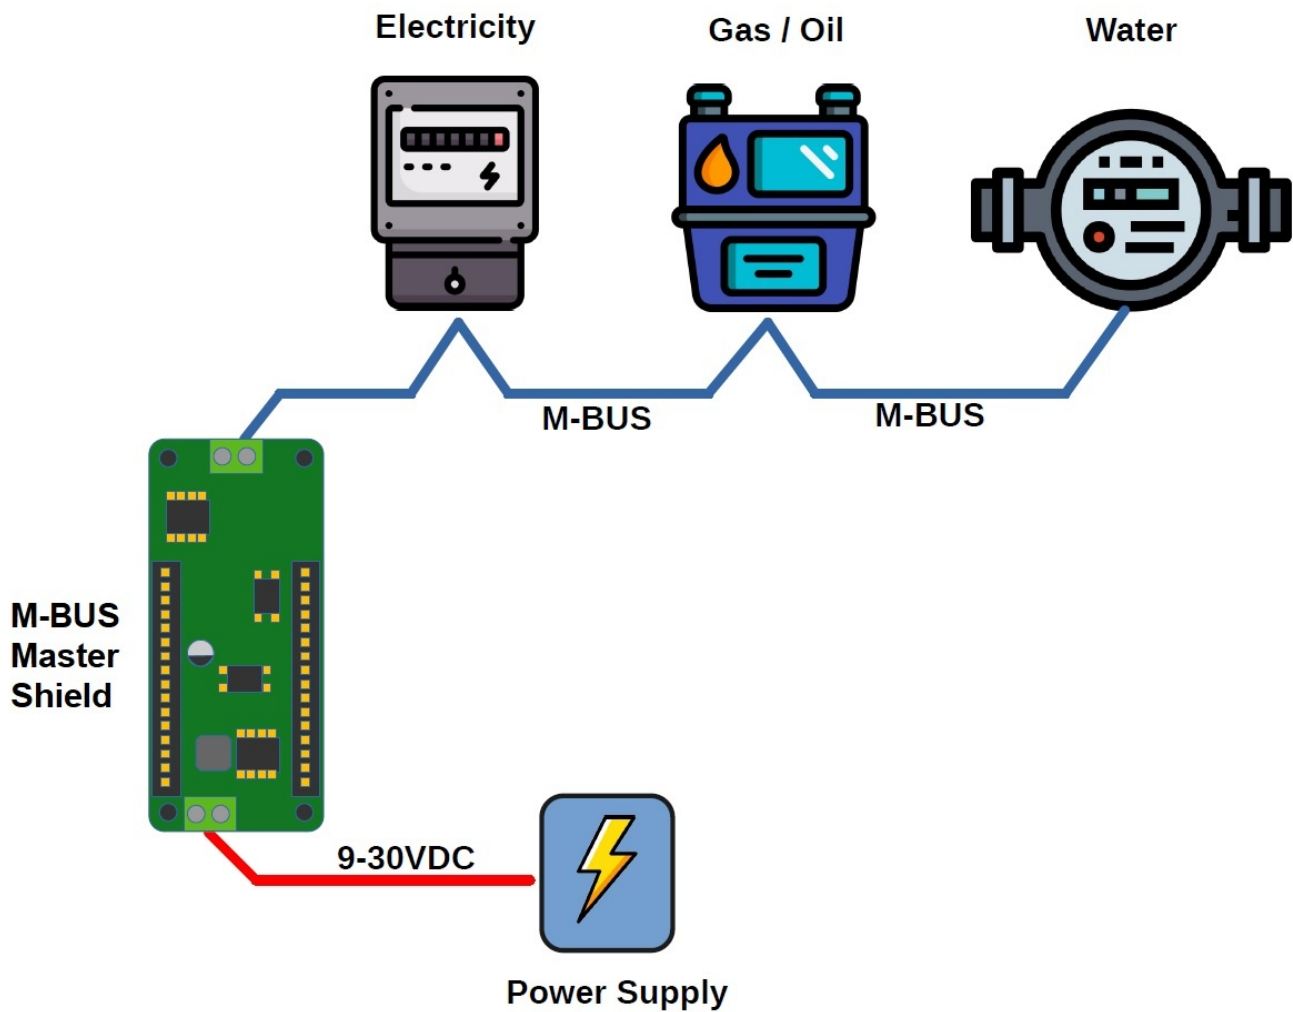 Electricity
Gas / Oil
Water
M-BUS
M-BUS
M-BUS
Master
Shield
9-30VDC
Power Supply